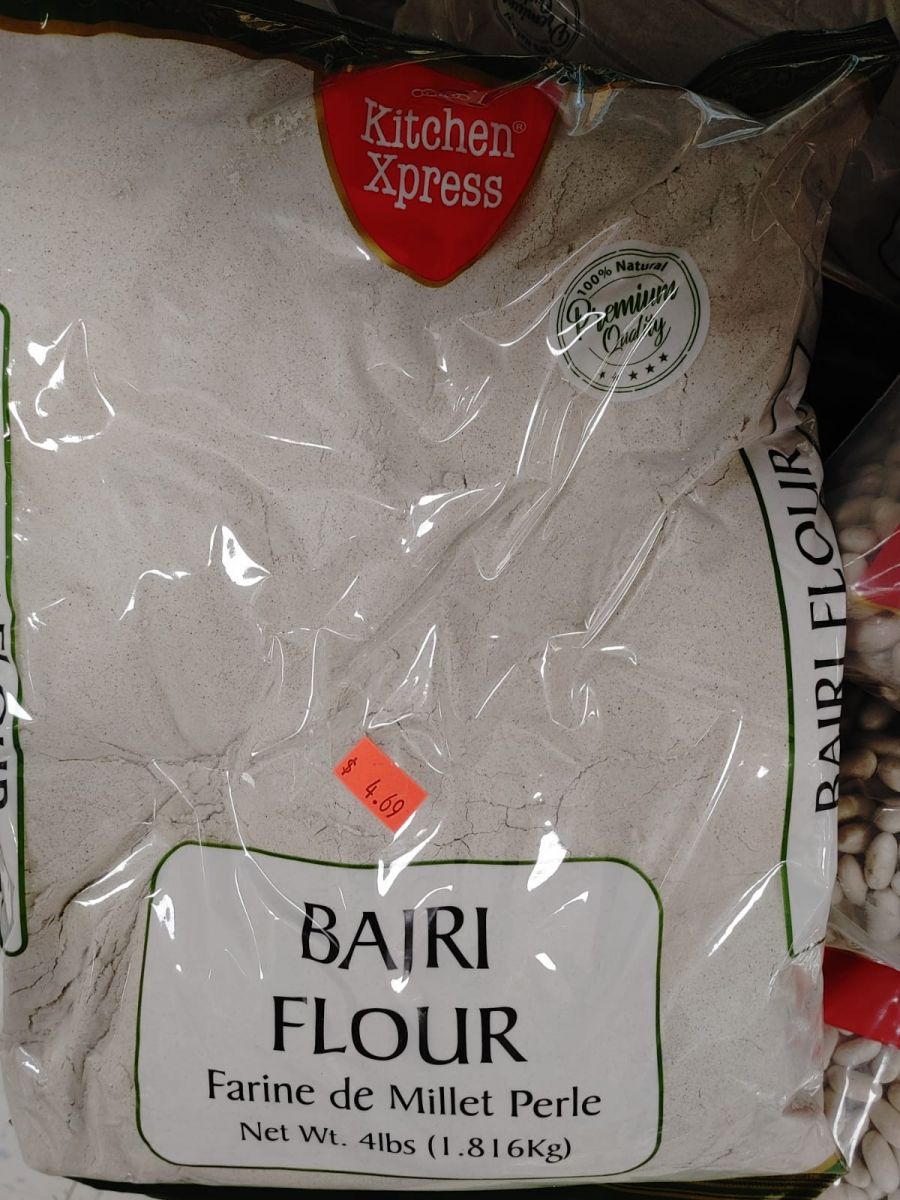 Kitchen®
Xpress
100% Natural
Premium
Quality
BAJRI FLOUR
$ 4.69
BAJRI
FLOUR
Farine de Millet Perle
Net Wt. 4lbs (1.816Kg)